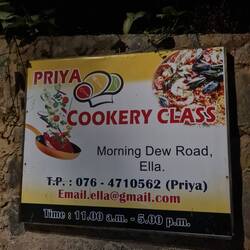 PRIYA
COOKERY CLASS
Morning Dew Road,
Ella.
T.P. : 076 - 4710562 (Priya)
Email.ella@gmail.com
Time : 11.00 a.m. - 5.00 p.m.